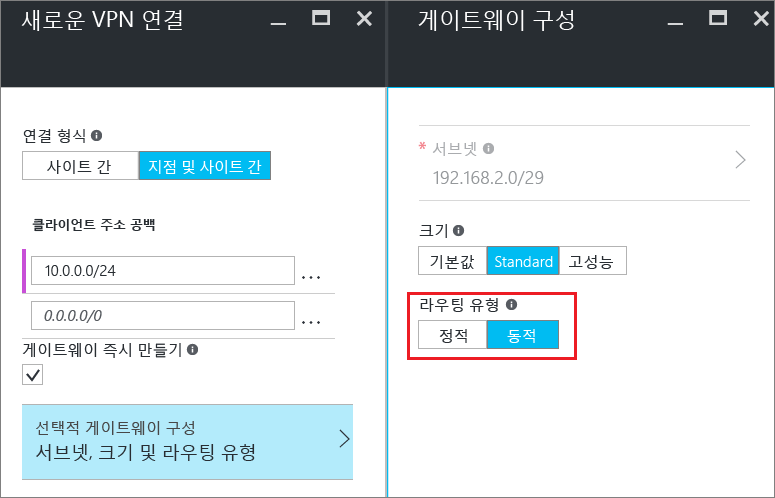 새로운 VPN 연결
연결 형식
사이트 간
지점 및 사이트 간
클라이언트 주소 공백
10.0.0.0/24
...
0.0.0.0/0
...
게이트웨이 즉시 만들기
선택적 게이트웨이 구성
서브넷, 크기 및 라우팅 유형
게이트웨이 구성
* 서브넷
192.168.2.0/29
크기
기본값
Standard
고성능
라우팅 유형
정적
동적